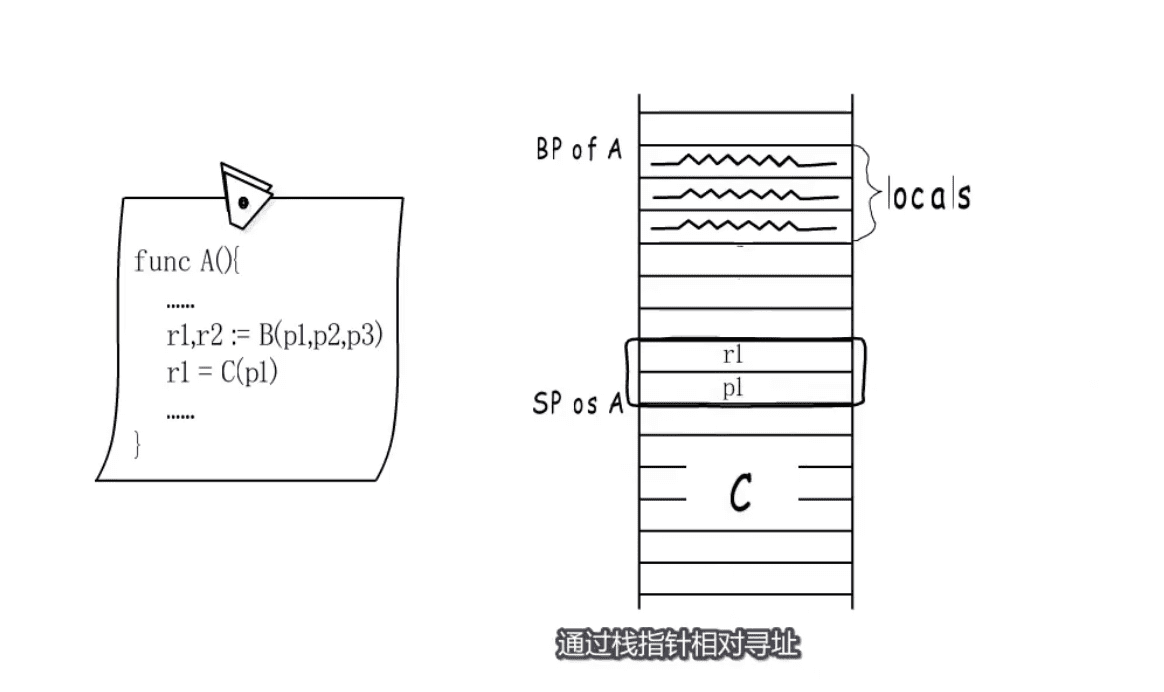 func A(){
......
r1,r2 := B(p1,p2,p3)
r1 = C(p1)
......
}
BP of A
locals
r1
p1
SP os A
C
通过栈指针相对寻址